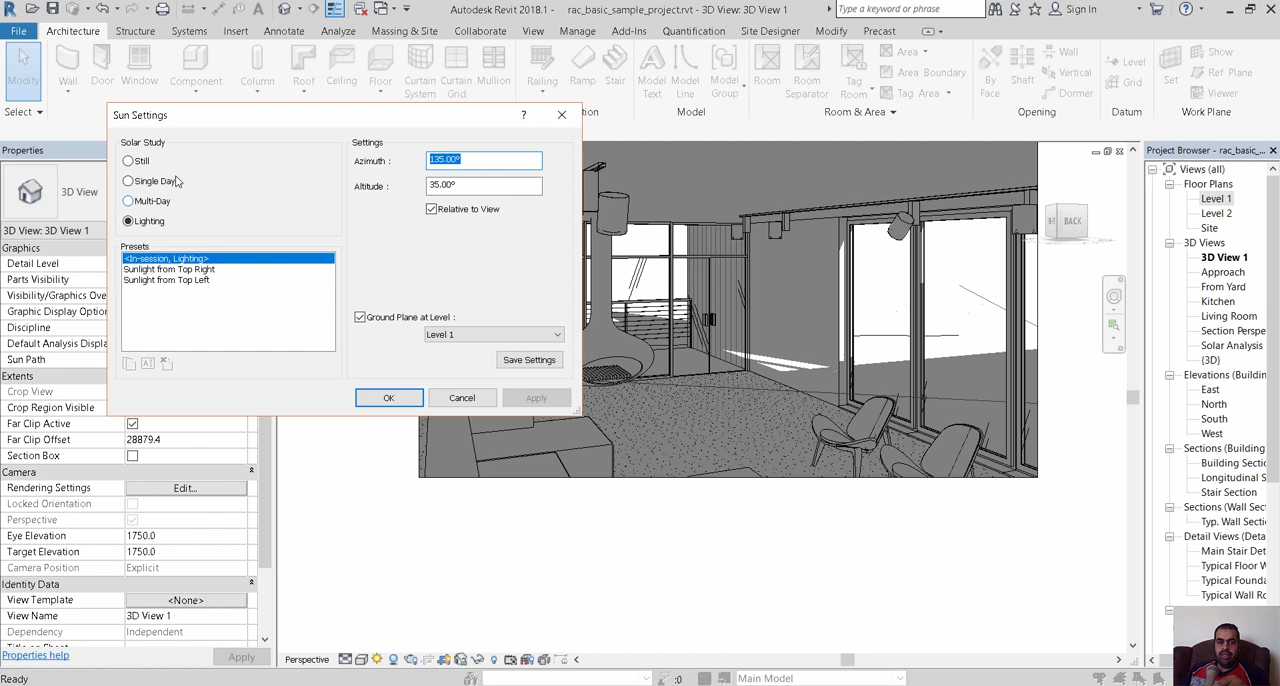 Autodesk Revit 2018.1 - rac_basic_sample_project.rvt - 3D View: 3D View 1
Type a keyword or phrase
Sign In
File Architecture Structure Systems Insert Annotate Analyze Massing & Site Collaborate View Manage Add-Ins Quantification Site Designer Modify Precast
Modify Wall Door Window Component Column Roof Ceiling Floor Curtain System Curtain Grid Mullion Railing Ramp Stair Model Text Model Line Model Group Room Room Separator Tag Room
Area
Area Boundary
Tag Area
By Face Shaft
Wall
Vertical
Dormer
Level
Grid
Set
Show
Ref Plane
Viewer
Select Model Room & Area Opening Datum Work Plane
Properties
3D View
3D View: 3D View 1
Graphics
Detail Level
Parts Visibility
Visibility/Graphics Ove
Graphic Display Option
Discipline
Default Analysis Displa
Sun Path
Extents
Crop View
Crop Region Visible
Far Clip Active
Far Clip Offset 28879.4
Section Box
Camera
Rendering Settings Edit...
Locked Orientation
Perspective
Eye Elevation 1750.0
Target Elevation 1750.0
Camera Position Explicit
Identity Data
View Template <None>
View Name 3D View 1
Dependency Independent
Properties help Apply
Ready
Sun Settings
?
Solar Study
Still
Single Day
Multi-Day
Lighting
Presets
<In-session, Lighting>
Sunlight from Top Right
Sunlight from Top Left
Settings
Azimuth : 135.00°
Altitude : 35.00°
Relative to View
Ground Plane at Level :
Level 1
Save Settings
OK Cancel Apply
BACK
Perspective
:0
Main Model
Project Browser - rac_basic_...
Views (all)
Floor Plans
Level 1
Level 2
Site
3D Views
3D View 1
Approach
From Yard
Kitchen
Living Room
Section Perspe
Solar Analysis
{3D}
Elevations (Buildin
East
North
South
West
Sections (Building
Building Sectio
Longitudinal S
Stair Section
Sections (Wall Sect
Typ. Wall Secti
Detail Views (Deta
Main Stair Det
Typical Floor W
Typical Founda
Typical Wall Ro